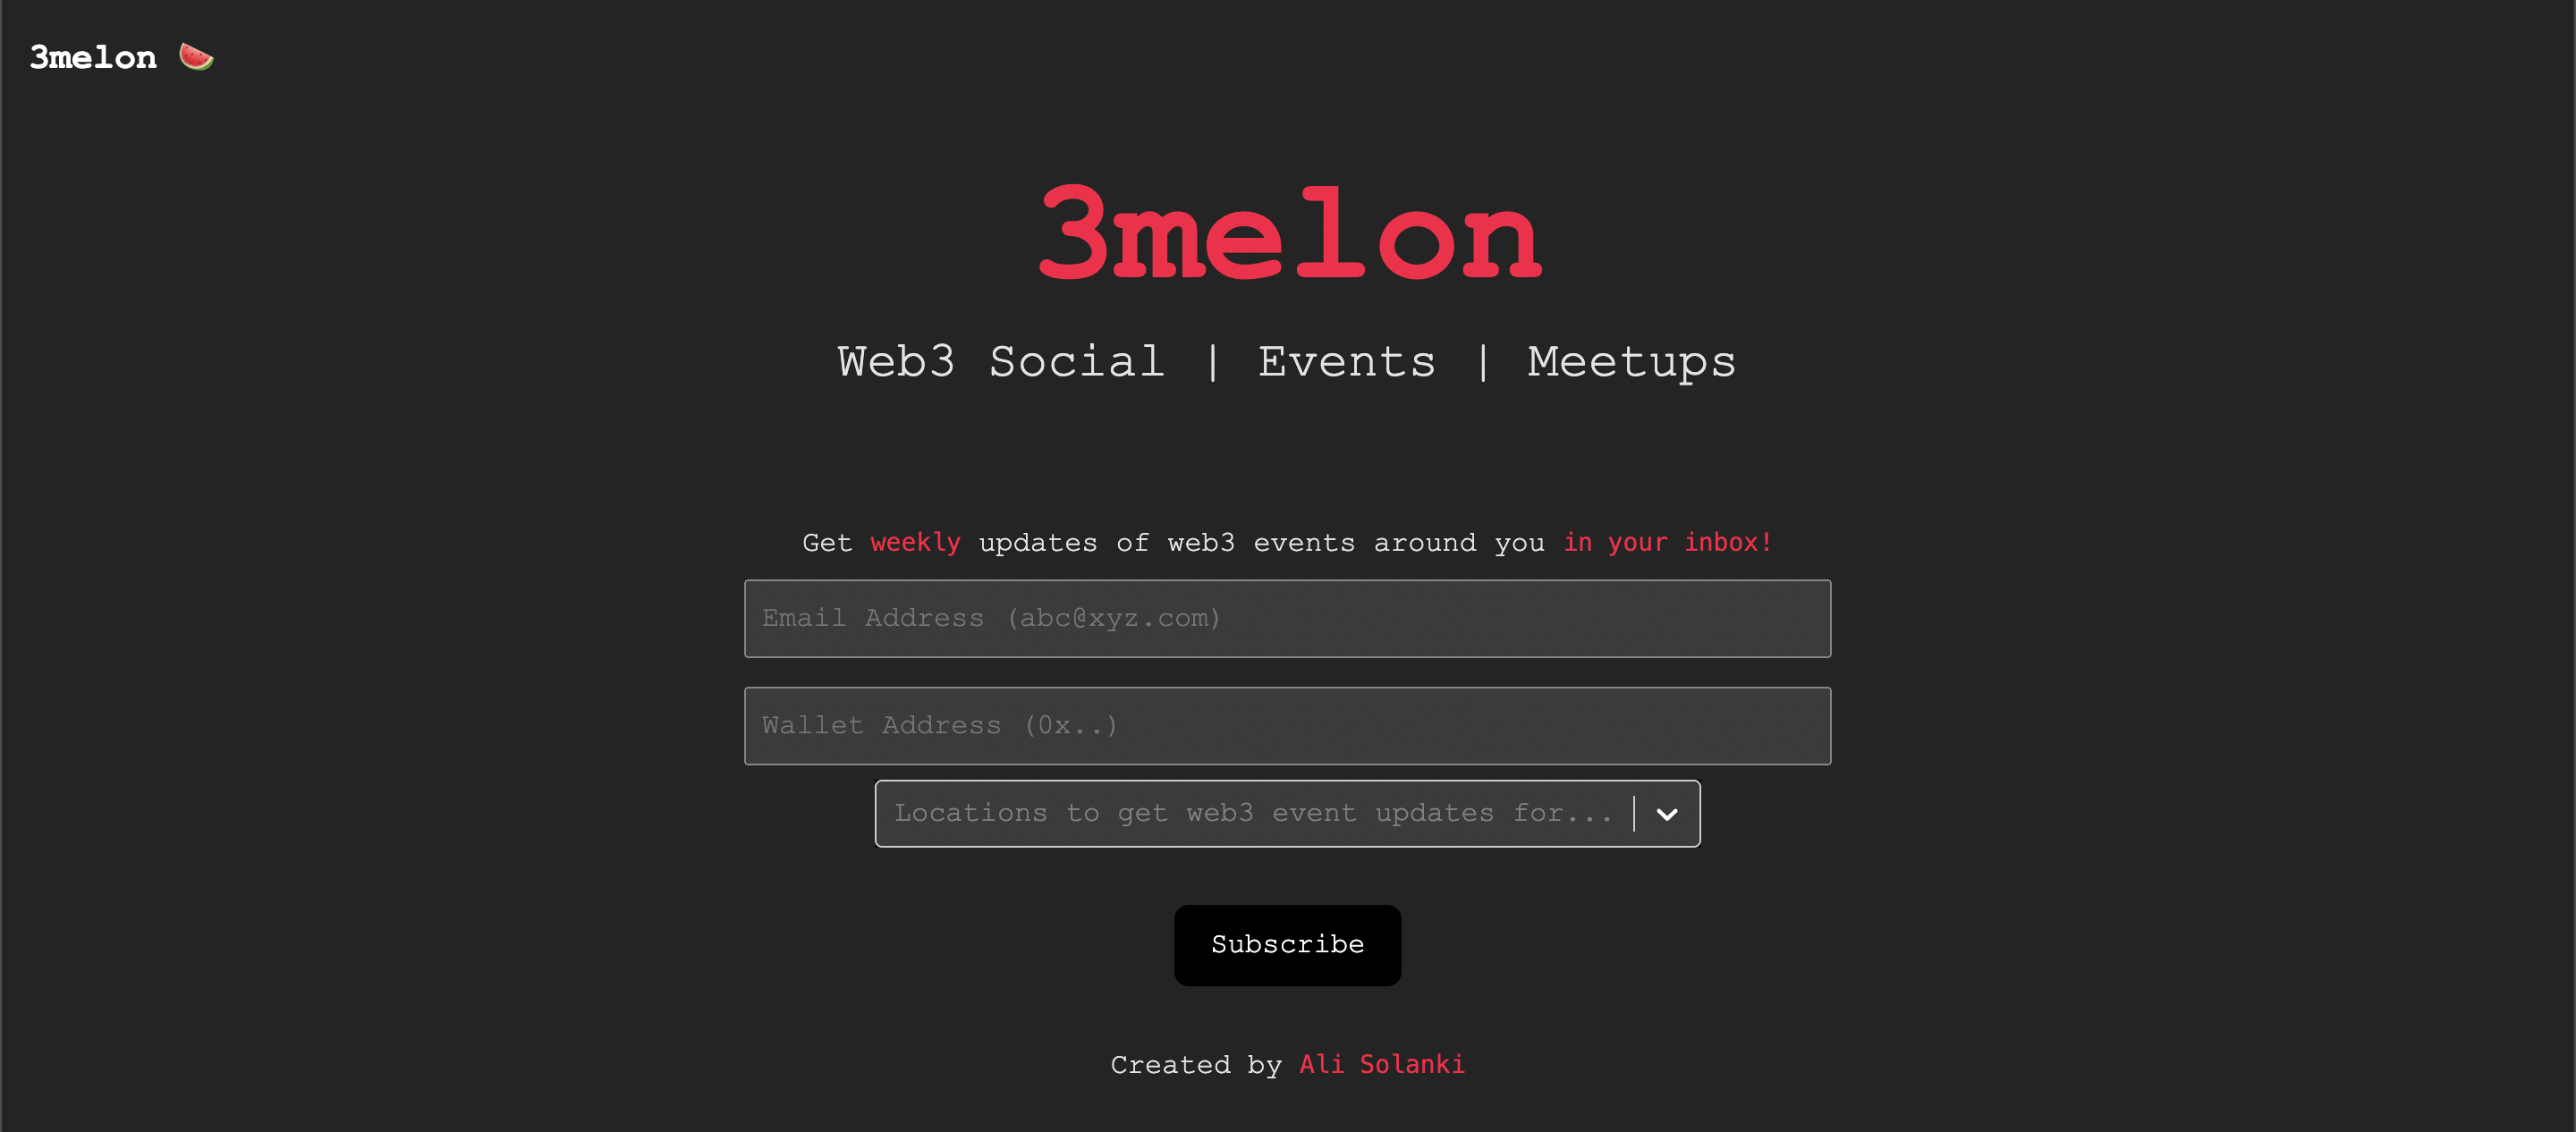 3melon 🍉
3melon
Web3 Social | Events | Meetups
Get weekly updates of web3 events around you in your inbox!
Email Address (abc@xyz.com)
Wallet Address (0x..)
Locations to get web3 event updates for...
Subscribe
Created by Ali Solanki